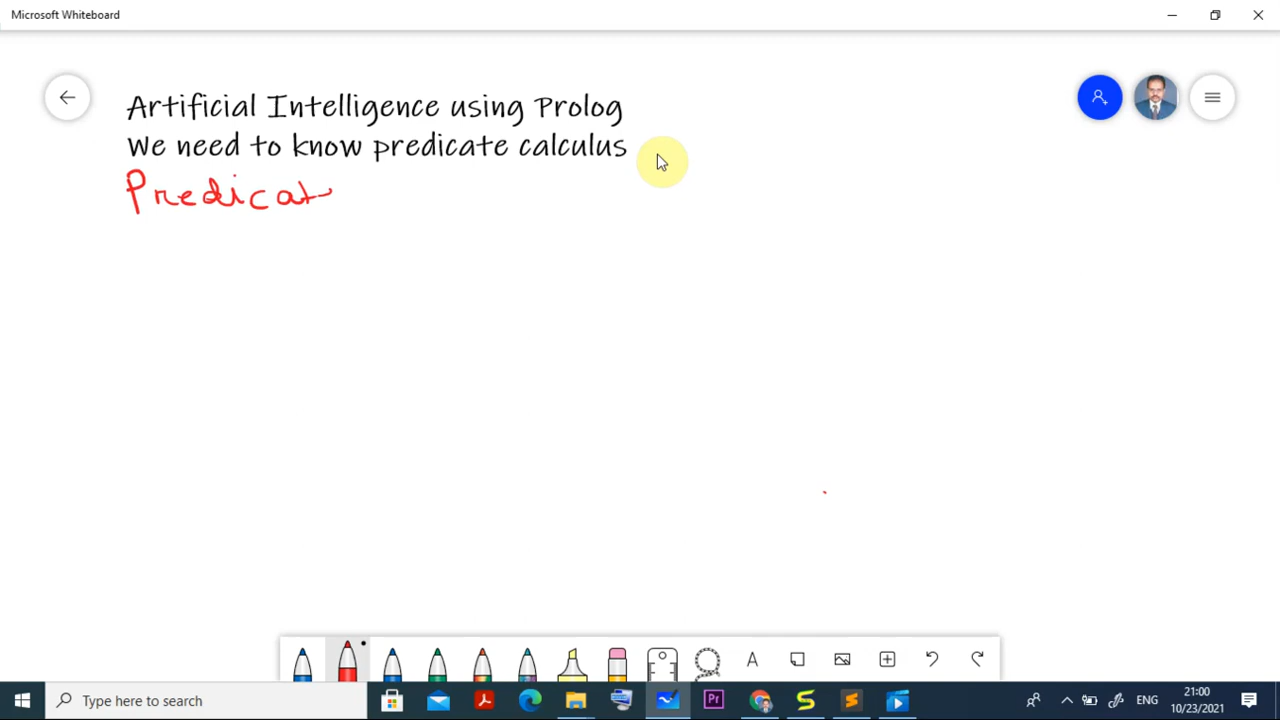 Microsoft Whiteboard
Artificial Intelligence using Prolog
We need to know predicate calculus
Predicat
A
Type here to search
Pr
S
ENG
21:00
10/23/2021